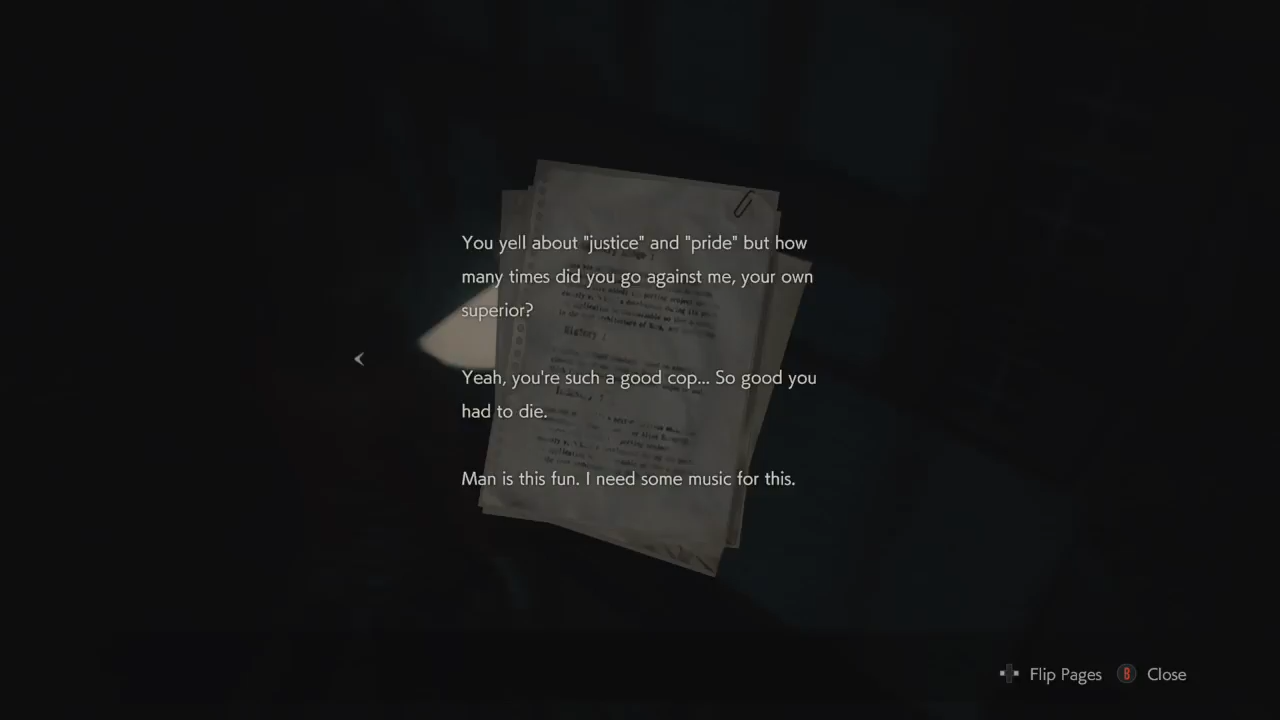 You yell about "justice" and "pride" but how
many times did you go against me, your own
superior?
Yeah, you're such a good cop... So good you
had to die.
Man is this fun. I need some music for this.
History :
B
Flip Pages
Close